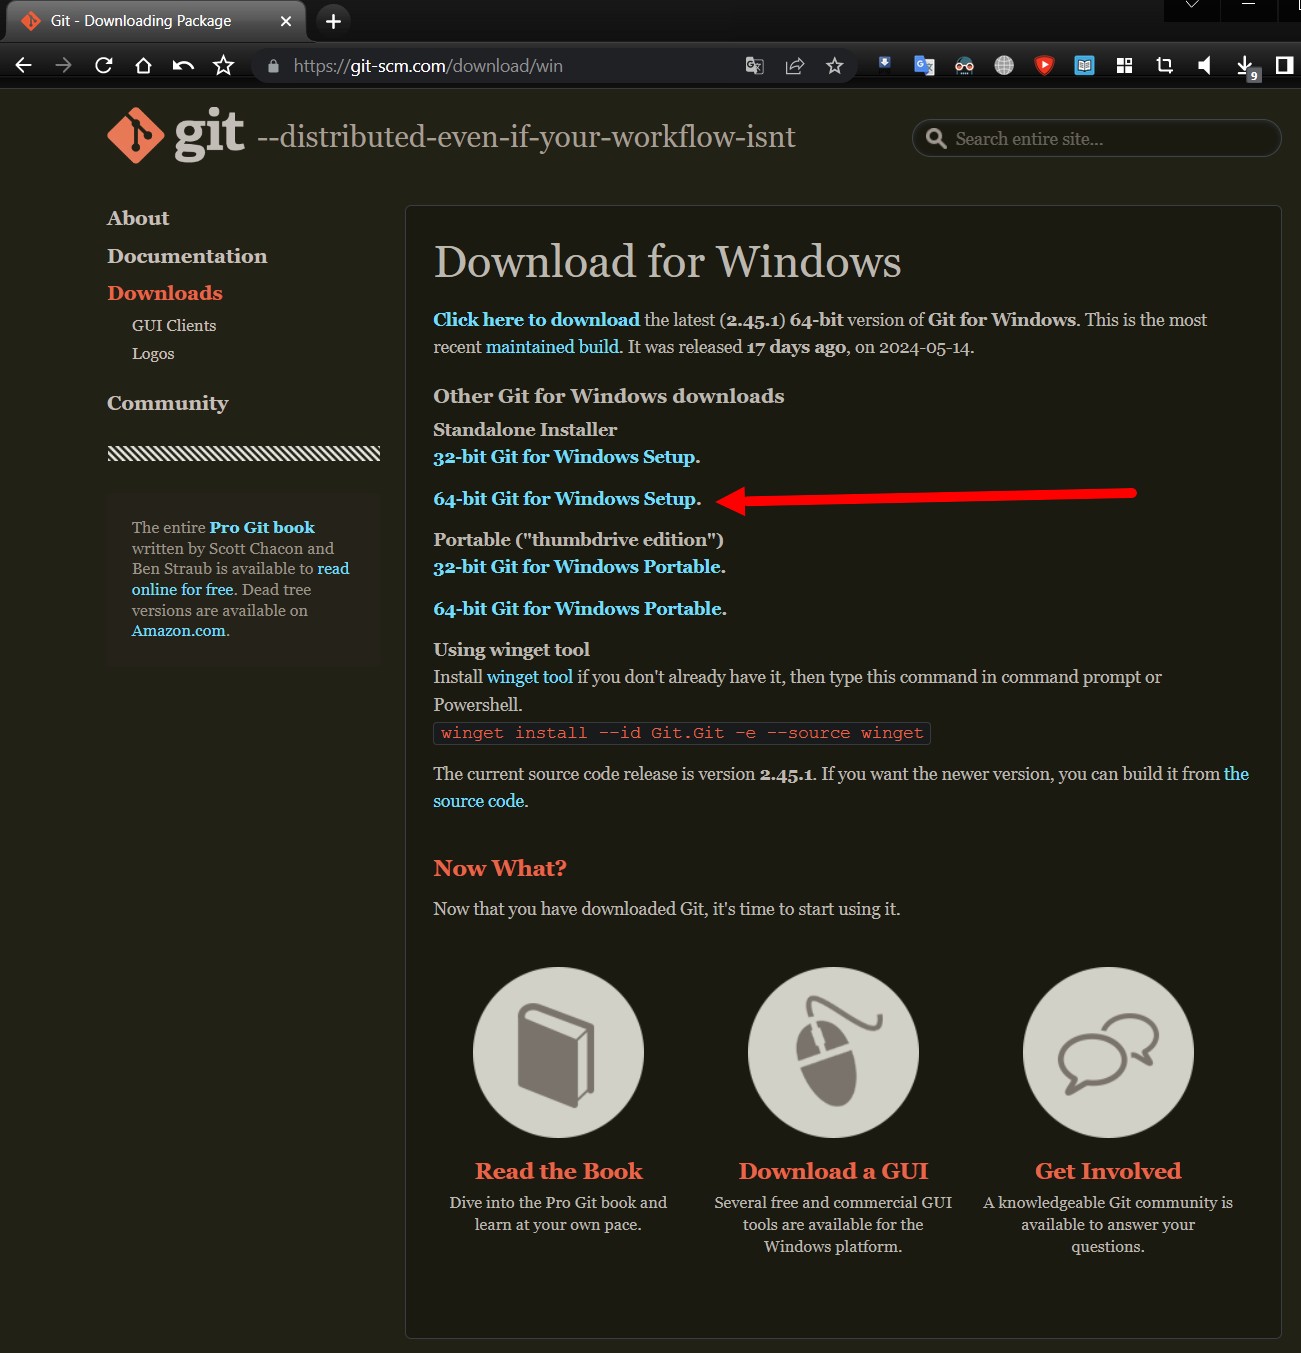 Git - Downloading Package
https://git-scm.com/download/win
9
git --distributed-even-if-your-workflow-isnt
Search entire site...
About
Documentation
Downloads
GUI Clients
Logos
Community
The entire Pro Git book
written by Scott Chacon and
Ben Straub is available to read
online for free. Dead tree
versions are available on
Amazon.com.
Download for Windows
Click here to download the latest (2.45.1) 64-bit version of Git for Windows. This is the most
recent maintained build. It was released 17 days ago, on 2024-05-14.
Other Git for Windows downloads
Standalone Installer
32-bit Git for Windows Setup.
64-bit Git for Windows Setup.
Portable ("thumbdrive edition")
32-bit Git for Windows Portable.
64-bit Git for Windows Portable.
Using winget tool
Install winget tool if you don't already have it, then type this command in command prompt or
Powershell.
winget install --id Git.Git -e --source winget
The current source code release is version 2.45.1. If you want the newer version, you can build it from the
source code.
Now What?
Now that you have downloaded Git, it's time to start using it.
Read the Book
Dive into the Pro Git book and
learn at your own pace.
Download a GUI
Several free and commercial GUI
tools are available for the
Windows platform.
Get Involved
A knowledgeable Git community is
available to answer your
questions.